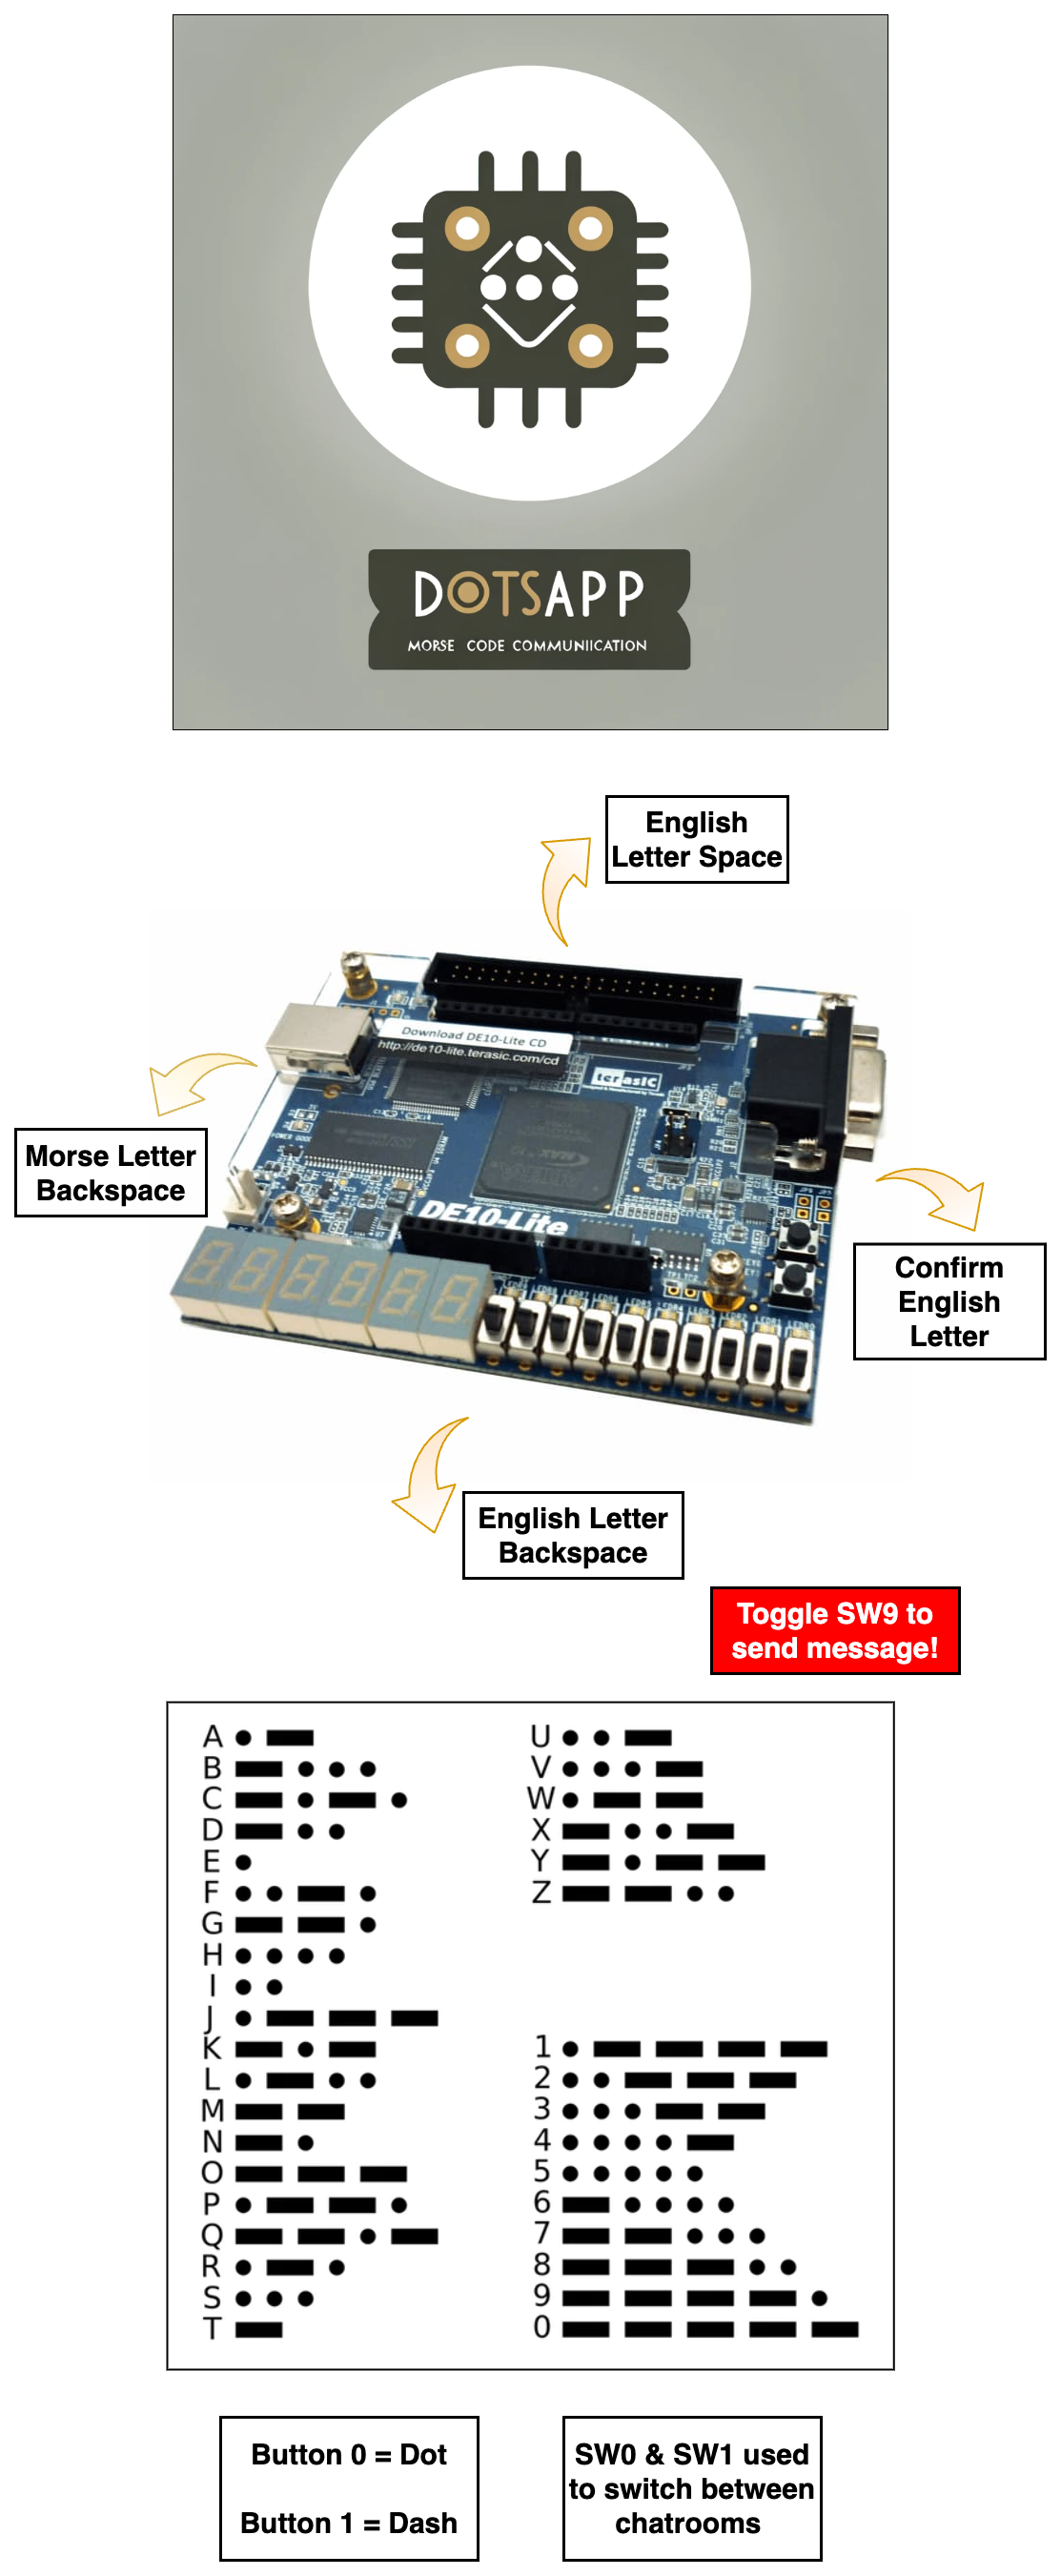 DOTSAPP
MORSE CODE COMMUNIICATION
English
Letter Space
Download DE10-Lite CD
http://de10-lite.terasic.com/cd
terasic
Morse Letter
Backspace
DE10-Lite
Confirm
English
Letter
English Letter
Backspace
Toggle SW9 to
send message!
A
B
C
D
E
F
G
H
I
J
K
L
M
N
O
P
Q
R
S
T
U
V
W
X
Y
Z
1
2
3
4
5
6
7
8
9
0
Button 0 = Dot
Button 1 = Dash
SW0 & SW1 used
to switch between
chatrooms